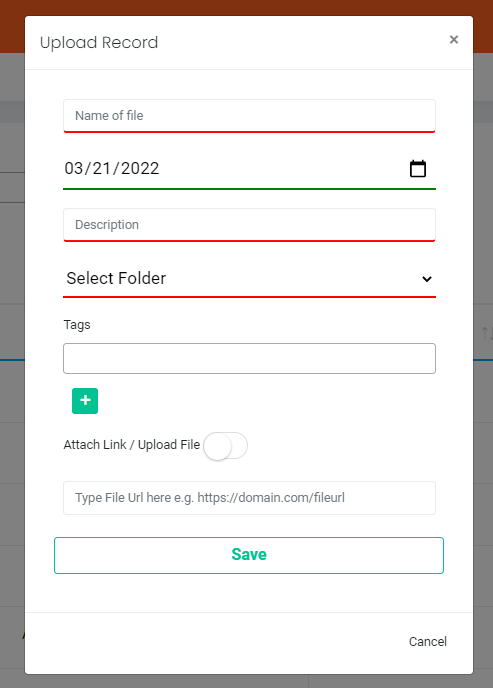 Upload Record
×
Name of file
03/21/2022
Description
Select Folder
Tags
+
Attach Link / Upload File
Type File Url here e.g. https://domain.com/fileurl
Save
Cancel